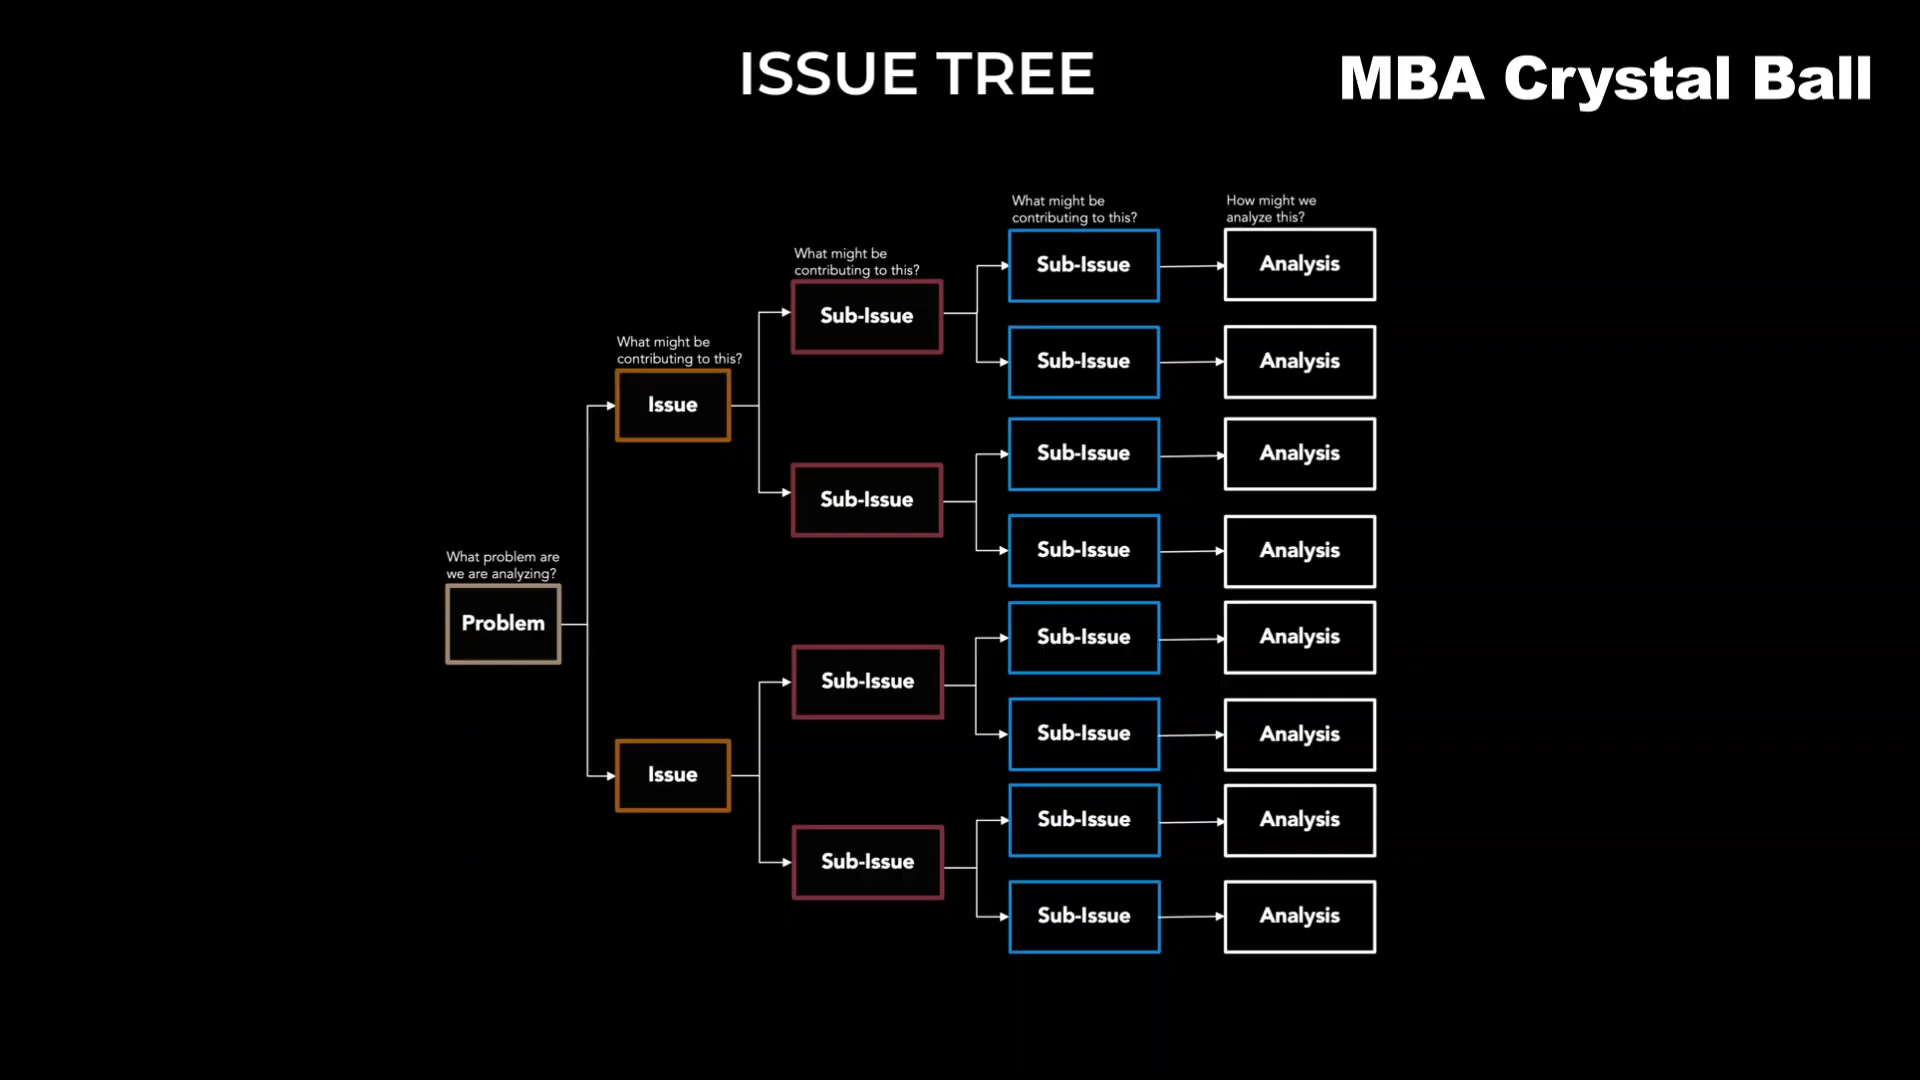 ISSUE TREE
MBA Crystal Ball
What problem are
we are analyzing?
Problem
What might be
contributing to this?
Issue
Issue
What might be
contributing to this?
Sub-Issue
Sub-Issue
Sub-Issue
Sub-Issue
What might be
contributing to this?
Sub-Issue
Sub-Issue
Sub-Issue
Sub-Issue
Sub-Issue
Sub-Issue
Sub-Issue
Sub-Issue
How might we
analyze this?
Analysis
Analysis
Analysis
Analysis
Analysis
Analysis
Analysis
Analysis